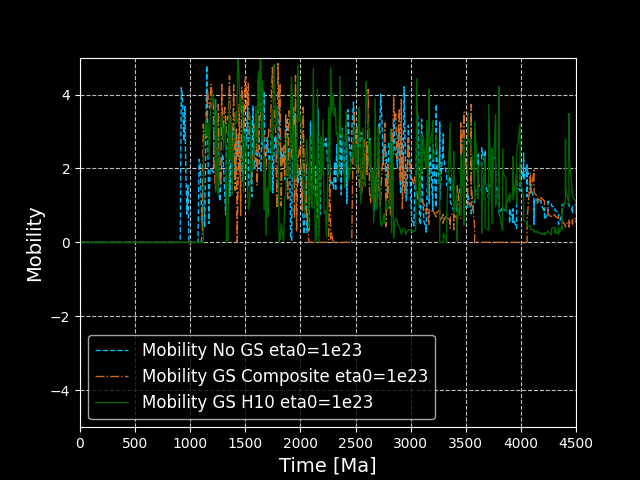 4
2
0
−2
−4
Mobility
Mobility No GS eta0=1e23
Mobility GS Composite eta0=1e23
Mobility GS H10 eta0=1e23
0 500 1000 1500 2000 2500 3000 3500 4000 4500
Time [Ma]